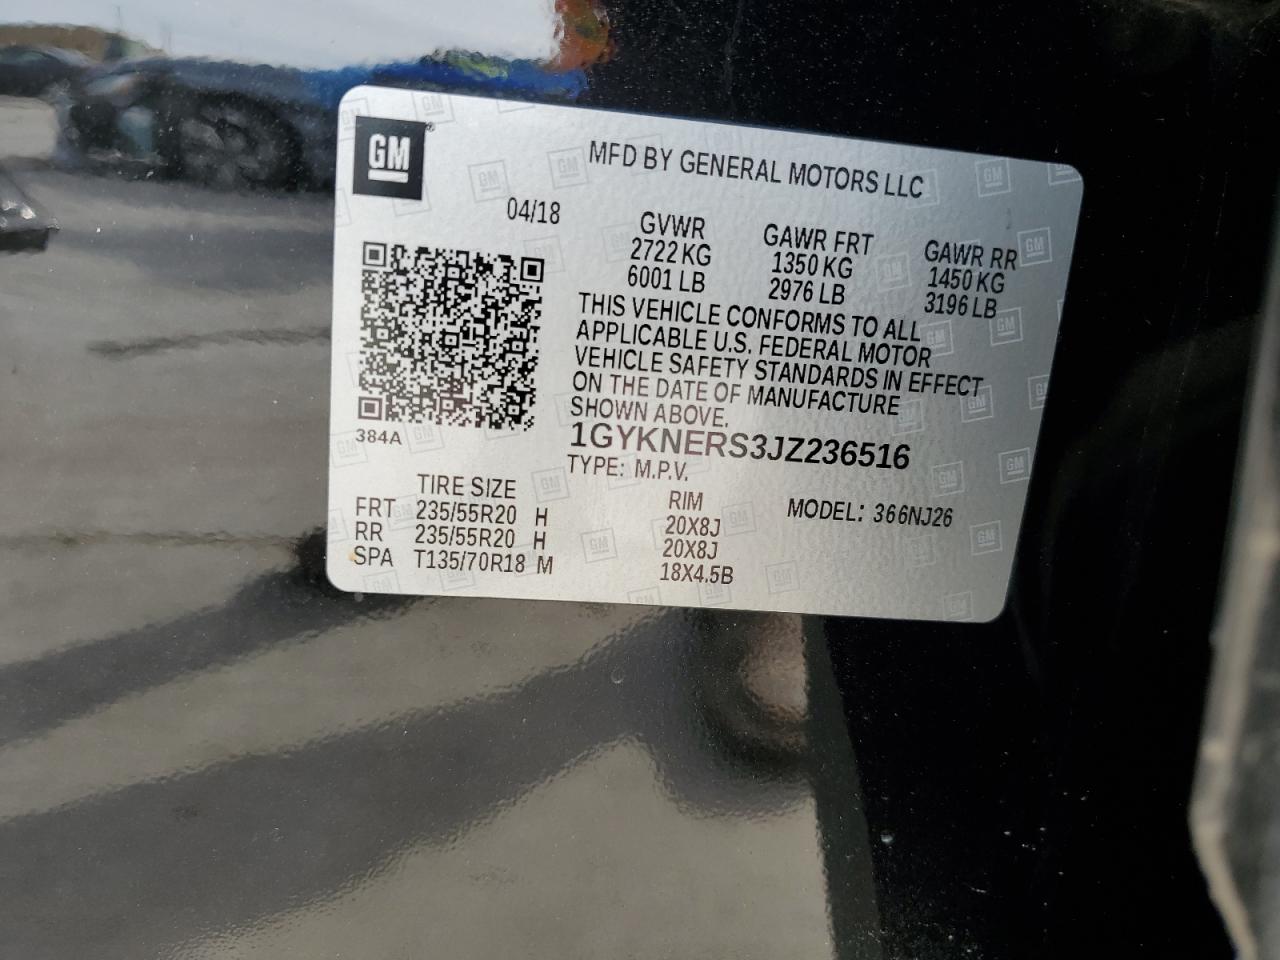 GM®
MFD BY GENERAL MOTORS LLC
04/18
GVWR GAWR FRT GAWR RR
2722 KG 1350 KG 1450 KG
6001 LB 2976 LB 3196 LB
THIS VEHICLE CONFORMS TO ALL
APPLICABLE U.S. FEDERAL MOTOR
VEHICLE SAFETY STANDARDS IN EFFECT
ON THE DATE OF MANUFACTURE
SHOWN ABOVE.
384A
1GYKNERS3JZ236516
TYPE: M.P.V.
TIRE SIZE RIM MODEL: 366NJ26
FRT 235/55R20 H 20X8J
RR 235/55R20 H 20X8J
SPA T135/70R18 M 18X4.5B